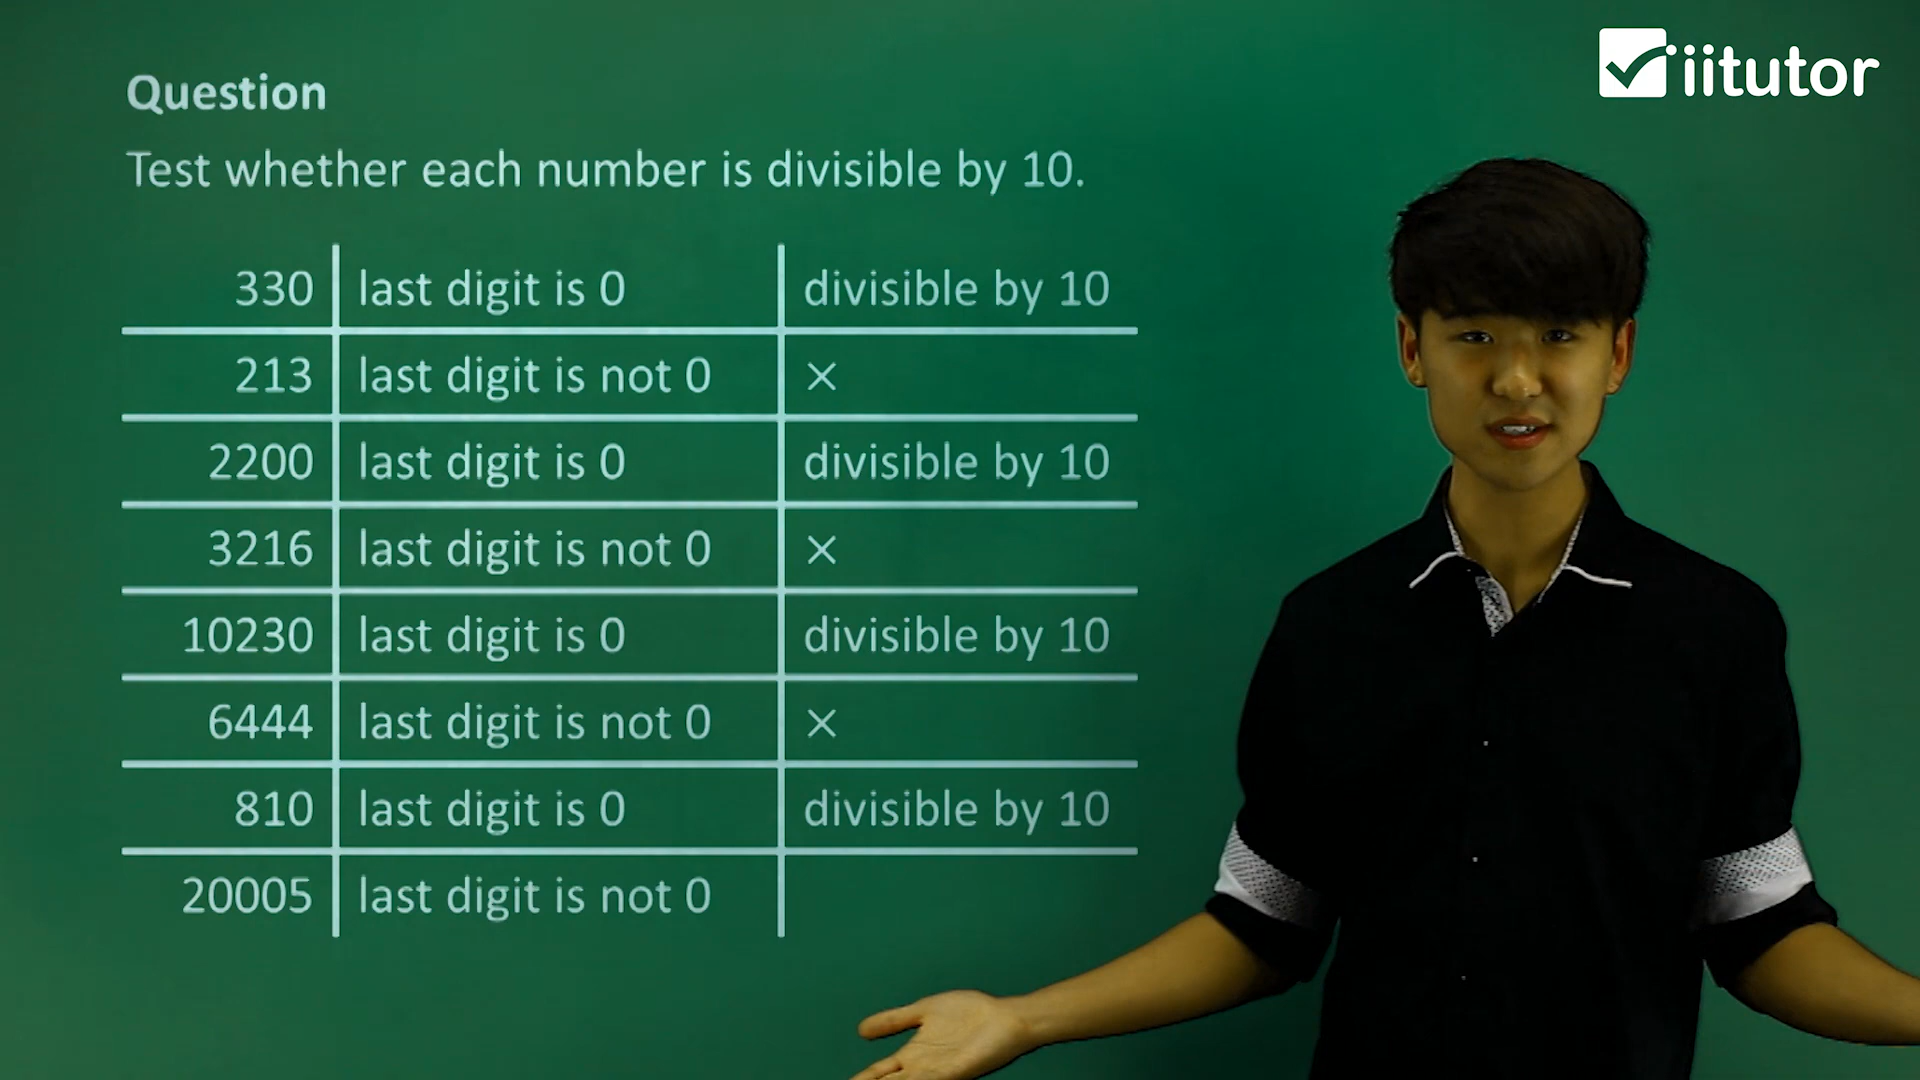 iitutor
Question
Test whether each number is divisible by 10.
330 last digit is 0 divisible by 10
213 last digit is not 0 ×
2200 last digit is 0 divisible by 10
3216 last digit is not 0 ×
10230 last digit is 0 divisible by 10
6444 last digit is not 0 ×
810 last digit is 0 divisible by 10
20005 last digit is not 0